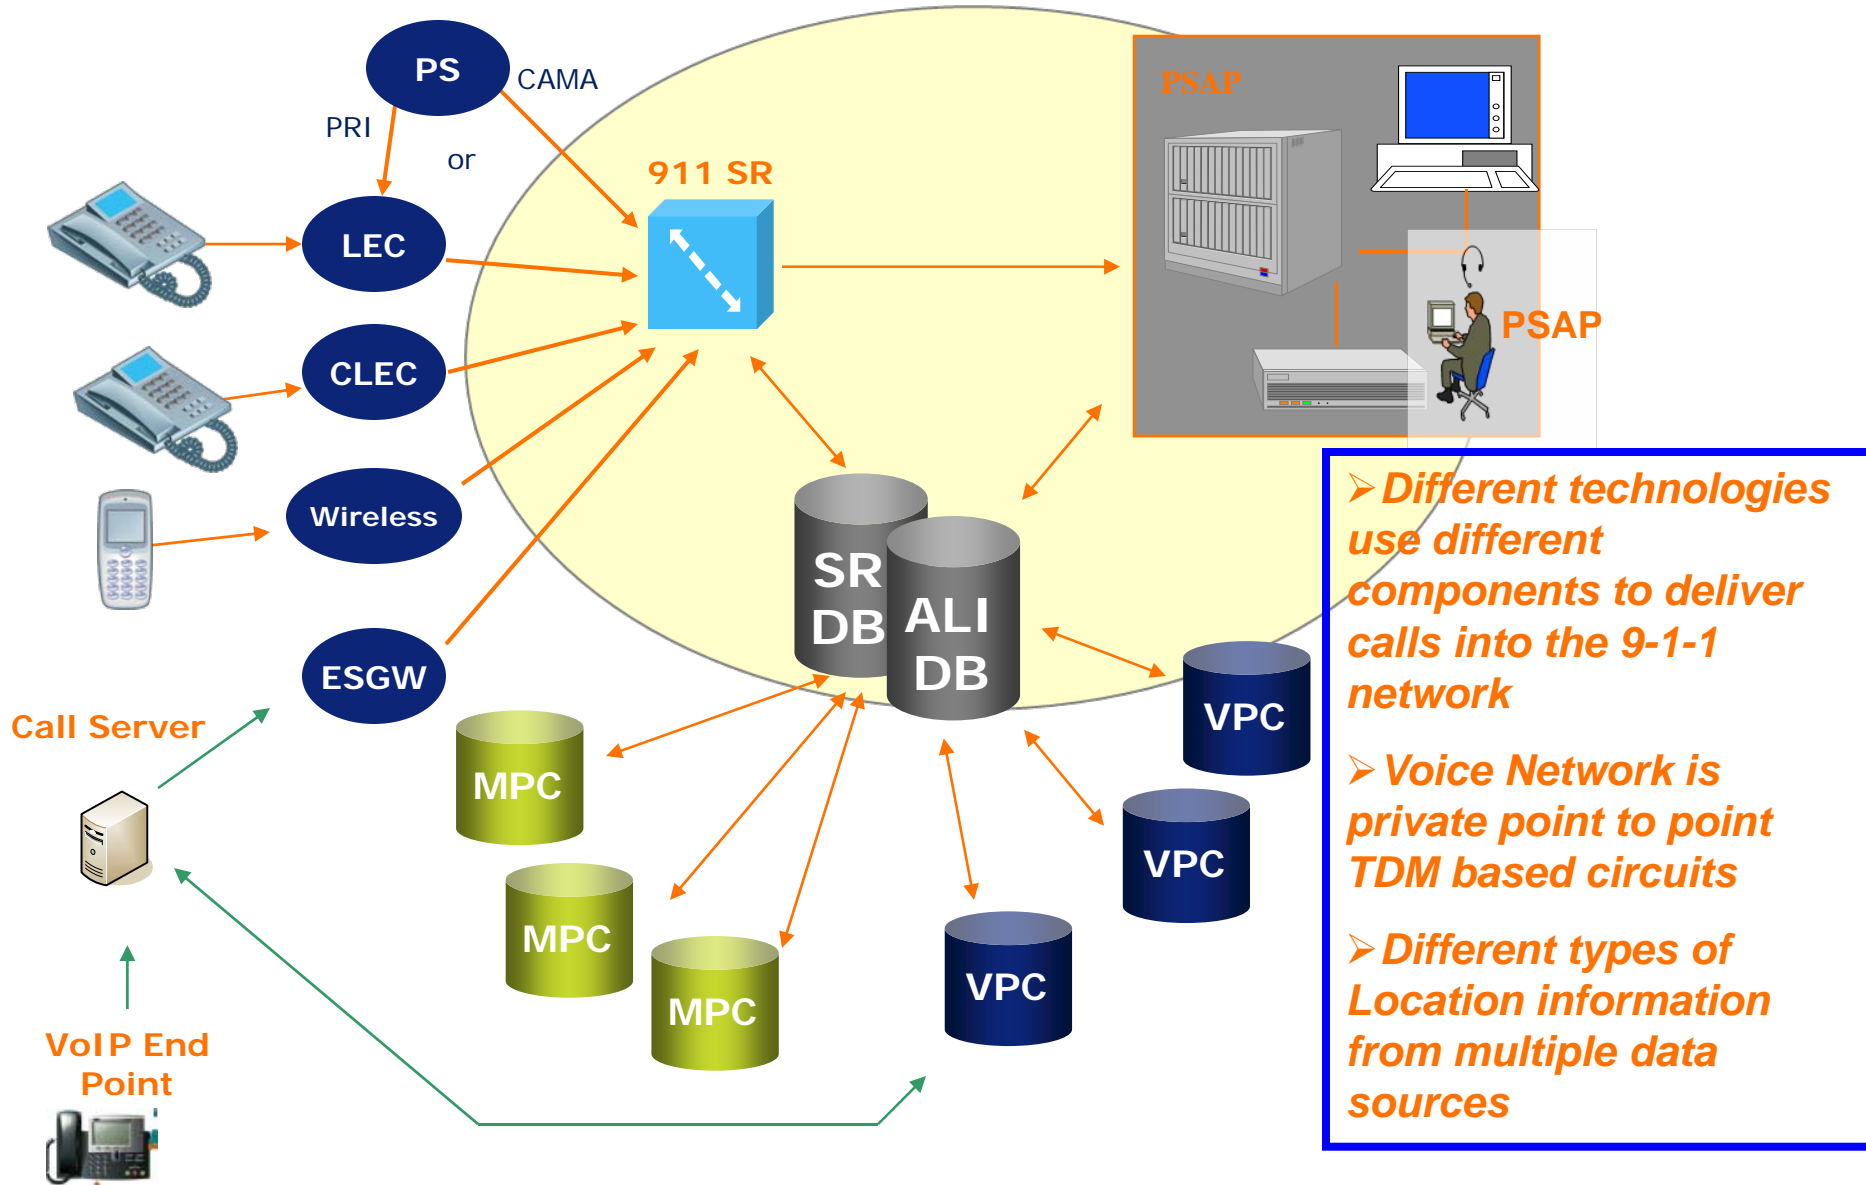 PS
CAMA
PRI
or
911 SR
PSAP
LEC
CLEC
PSAP
Wireless
SR
DB
ALI
DB
ESGW
Call Server
VPC
MPC
VPC
MPC
VPC
MPC
VoIP End
Point
➢Different technologies
use different
components to deliver
calls into the 9-1-1
network
➢Voice Network is
private point to point
TDM based circuits
➢Different types of
Location information
from multiple data
sources